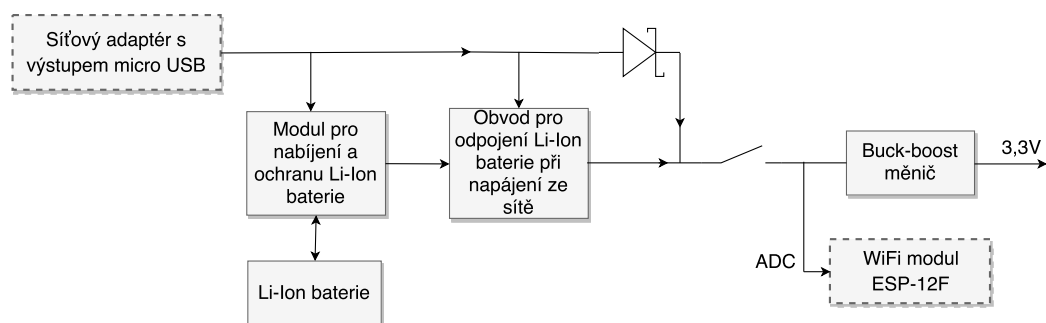 Síťový adaptér s
výstupem micro USB
Modul pro
nabíjení a
ochranu Li-Ion
baterie
Obvod pro
odpojení Li-Ion
baterie při
napájení ze
sítě
Buck-boost
měnič
3,3V
ADC
WiFi modul
ESP-12F
Li-Ion baterie